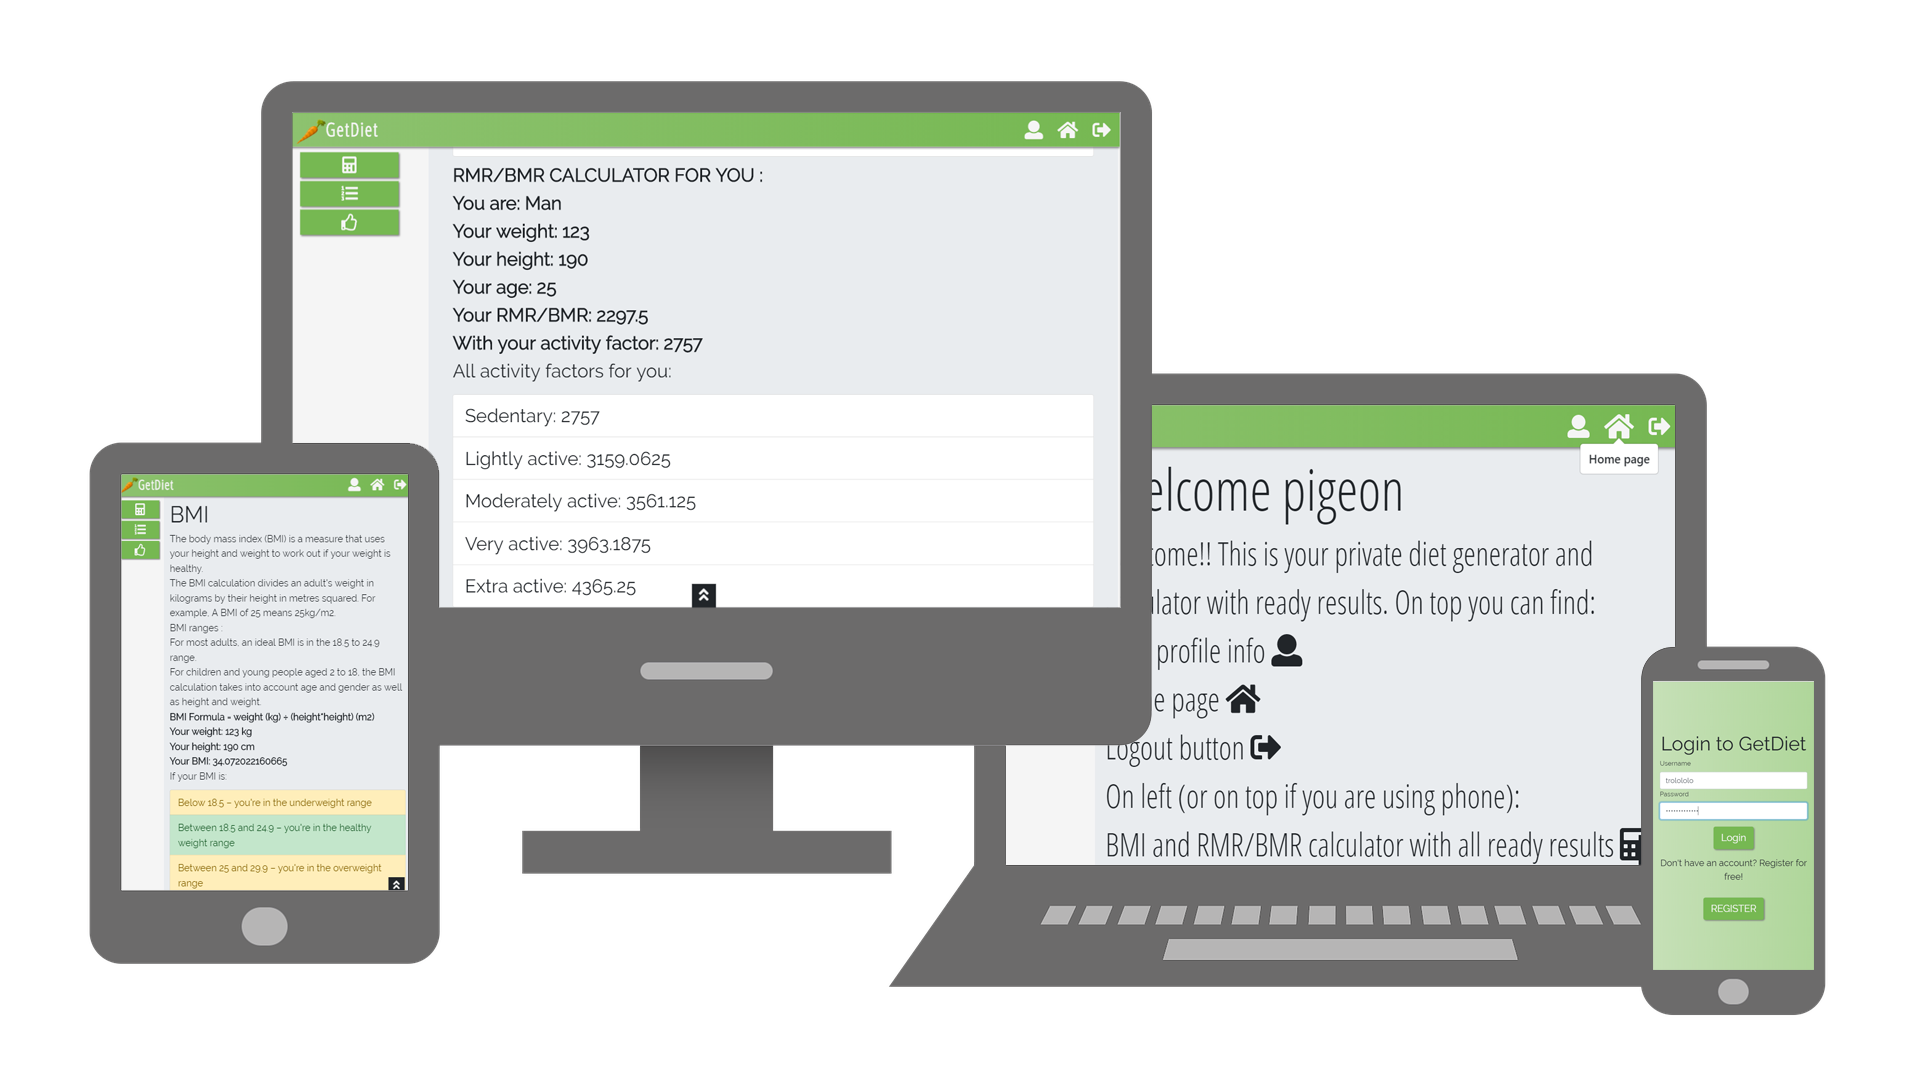 GetDiet
RMR/BMR CALCULATOR FOR YOU :
You are: Man
Your weight: 123
Your height: 190
Your age: 25
Your RMR/BMR: 2297.5
With your activity factor: 2757
All activity factors for you:
Sedentary: 2757
Lightly active: 3159.0625
Moderately active: 3561.125
Very active: 3963.1875
Extra active: 4365.25
GetDiet
BMI
The body mass index (BMI) is a measure that uses
your height and weight to work out if your weight is
healthy.
The BMI calculation divides an adult's weight in
kilograms by their height in metres squared. For
example, A BMI of 25 means 25kg/m2.
BMI ranges :
For most adults, an ideal BMI is in the 18.5 to 24.9
range.
For children and young people aged 2 to 18, the BMI
calculation takes into account age and gender as well
as height and weight.
BMI Formula = weight (kg) ÷ (height*height) (m2)
Your weight: 123 kg
Your height: 190 cm
Your BMI: 34.072022160665
If your BMI is:
Below 18.5 – you're in the underweight range
Between 18.5 and 24.9 – you're in the healthy
weight range
Between 25 and 29.9 – you're in the overweight
range
Home page
elcome pigeon
come!! This is your private diet generator and
lator with ready results. On top you can find:
profile info
e page
Logout button
On left (or on top if you are using phone):
BMI and RMR/BMR calculator with all ready results
Login to GetDiet
Username
trolololo
Password
Login
Don't have an account? Register for
free!
REGISTER